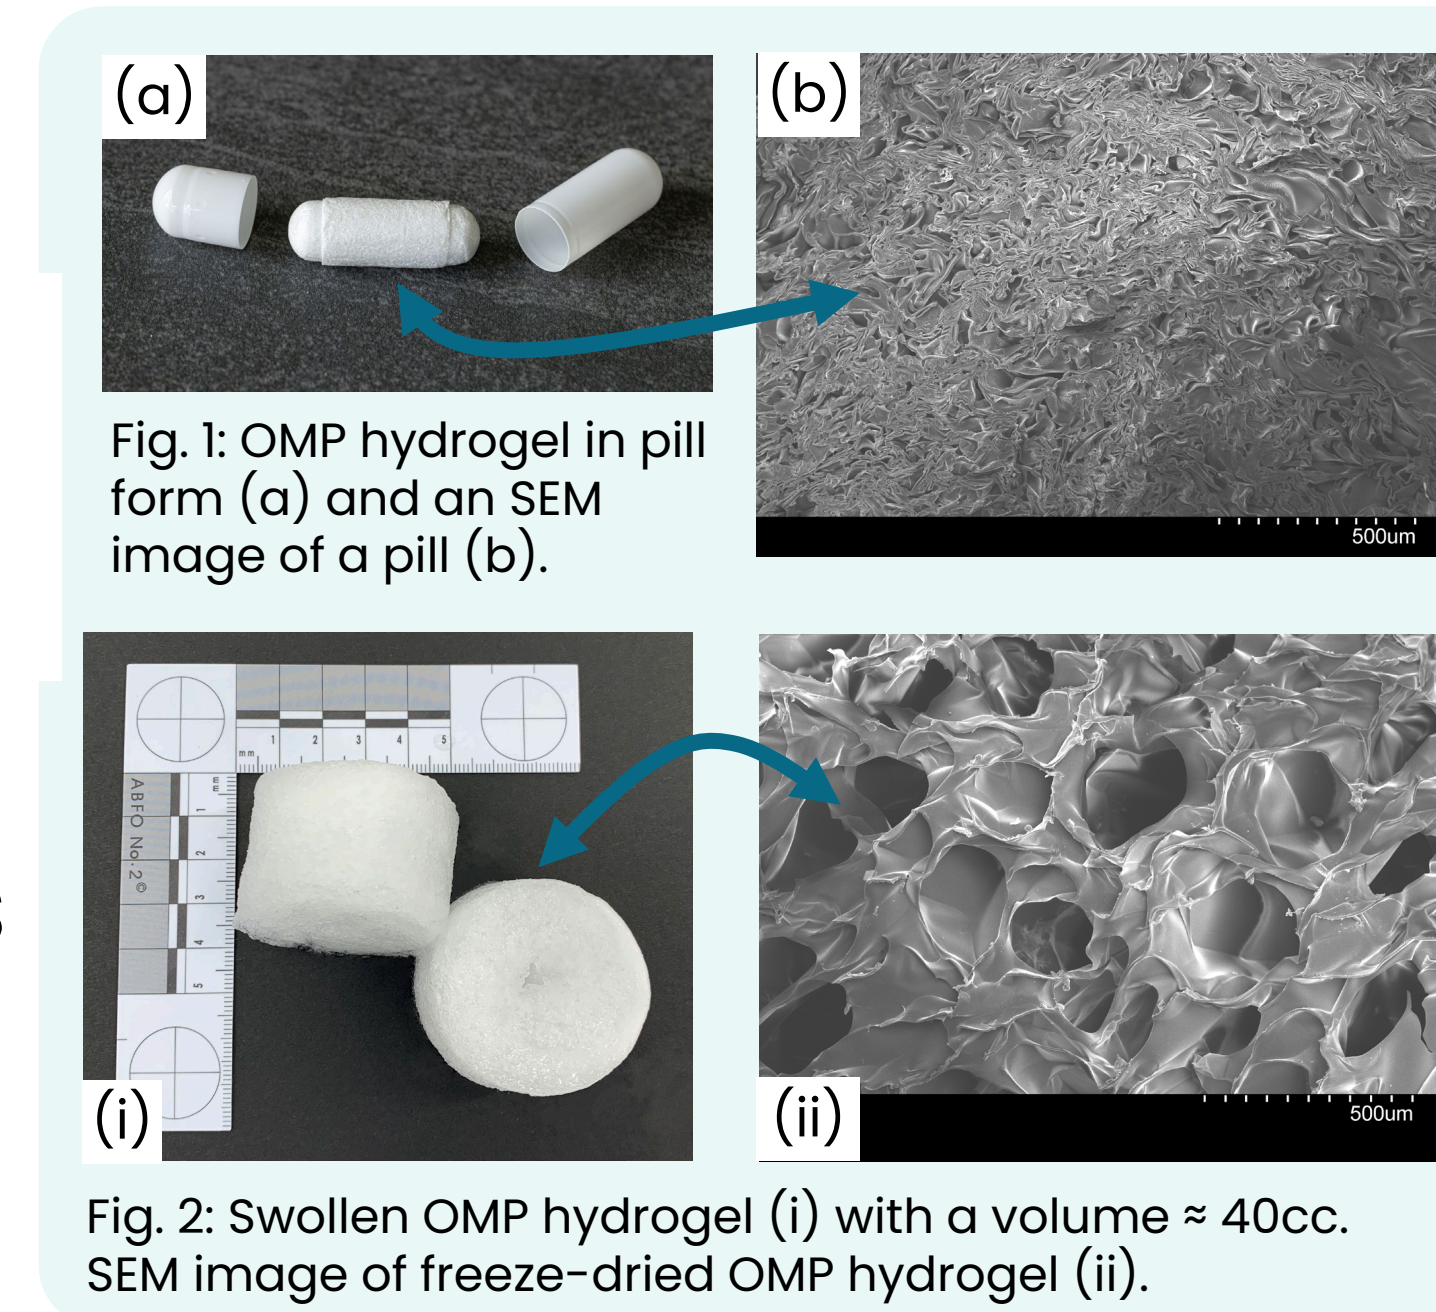 (a)
(b)
500um
Fig. 1: OMP hydrogel in pill
form (a) and an SEM
image of a pill (b).
mm 1 2 3 4 5
mm
1
2
3
4
5
ABFO No.2©
(i)
(ii)
500um
Fig. 2: Swollen OMP hydrogel (i) with a volume ≈ 40cc.
SEM image of freeze-dried OMP hydrogel (ii).